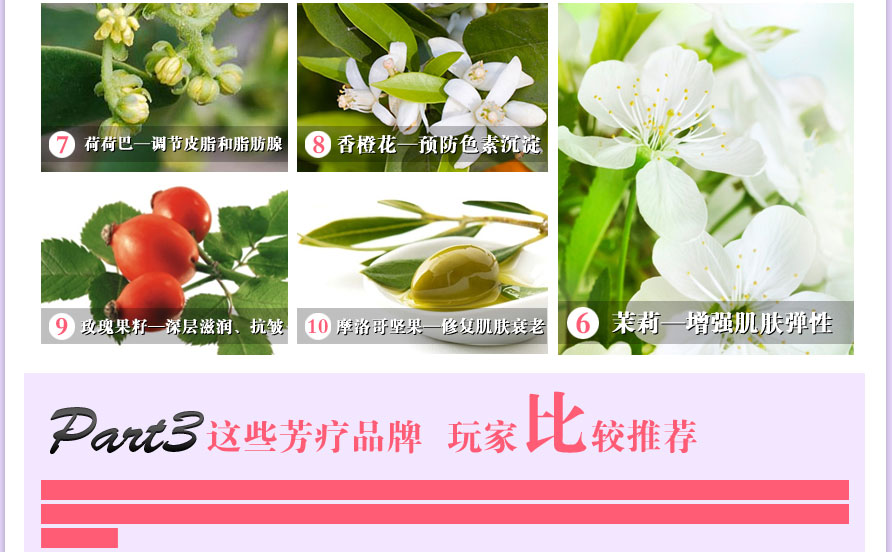 7 荷荷巴—调节皮脂和脂肪腺
8 香橙花—预防色素沉淀
9 玫瑰果籽—深层滋润、抗皱
10 摩洛哥坚果—修复肌肤衰老
6 茉莉—增强肌肤弹性
Part3 这些芳疗品牌 玩家比较推荐